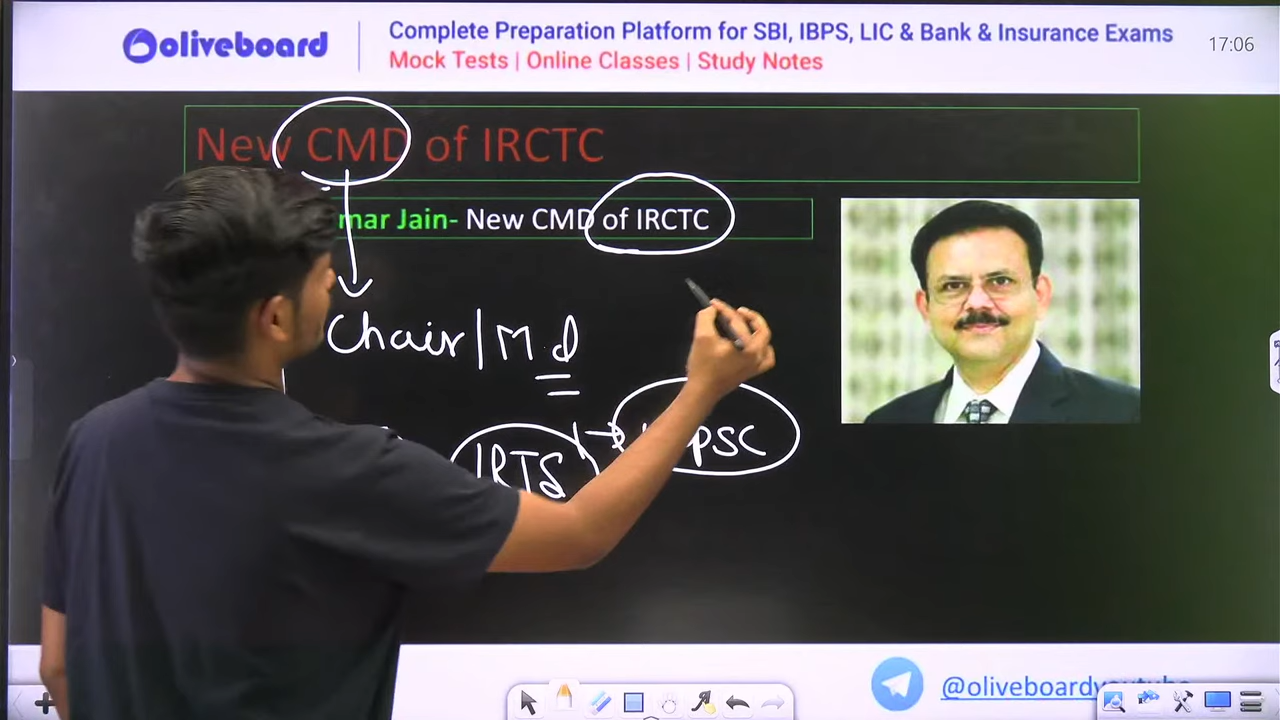 oliveboard
Complete Preparation Platform for SBI, IBPS, LIC & Bank & Insurance Exams
Mock Tests | Online Classes | Study Notes
17:06
New CMD of IRCTC
mar Jain- New CMD of IRCTC
Chair/Md
IRTS
PSC
@oliveboardyoutube